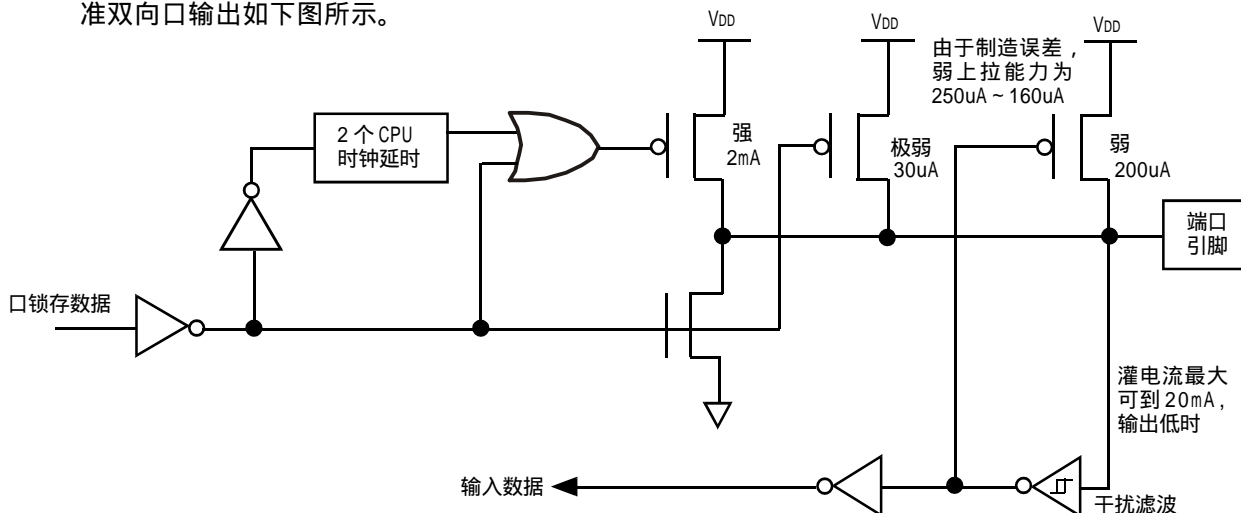 准双向口输出如下图所示。
VDD
VDD
VDD
由于制造误差，
弱上拉能力为
250uA ~ 160uA
2个CPU
时钟延时
强
2mA
极弱
30uA
弱
200uA
端口
引脚
口锁存数据
灌电流最大
可到20mA,
输出低时
输入数据
干扰滤波